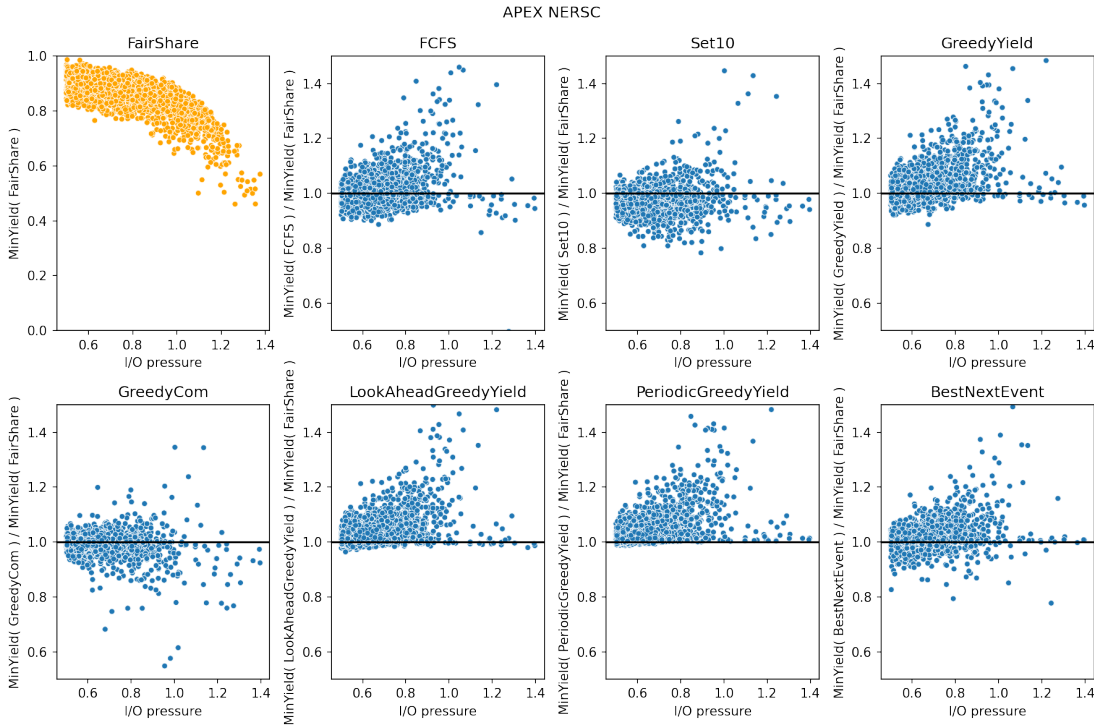 APEX NERSC
FairShare
MinYield( FairShare )
1.0
0.8
0.6
0.4
0.2
0.0
0.6 0.8 1.0 1.2 1.4
I/O pressure
FCFS
MinYield( FCFS ) / MinYield( FairShare )
1.4
1.2
1.0
0.8
0.6
0.6 0.8 1.0 1.2 1.4
I/O pressure
Set10
MinYield( Set10 ) / MinYield( FairShare )
1.4
1.2
1.0
0.8
0.6
0.6 0.8 1.0 1.2 1.4
I/O pressure
GreedyYield
MinYield( GreedyYield ) / MinYield( FairShare )
1.4
1.2
1.0
0.8
0.6
0.6 0.8 1.0 1.2 1.4
I/O pressure
GreedyCom
MinYield( GreedyCom ) / MinYield( FairShare )
1.4
1.2
1.0
0.8
0.6
0.6 0.8 1.0 1.2 1.4
I/O pressure
LookAheadGreedyYield
MinYield( LookAheadGreedyYield ) / MinYield( FairShare )
1.4
1.2
1.0
0.8
0.6
0.6 0.8 1.0 1.2 1.4
I/O pressure
PeriodicGreedyYield
MinYield( PeriodicGreedyYield ) / MinYield( FairShare )
1.4
1.2
1.0
0.8
0.6
0.6 0.8 1.0 1.2 1.4
I/O pressure
BestNextEvent
MinYield( BestNextEvent ) / MinYield( FairShare )
1.4
1.2
1.0
0.8
0.6
0.6 0.8 1.0 1.2 1.4
I/O pressure